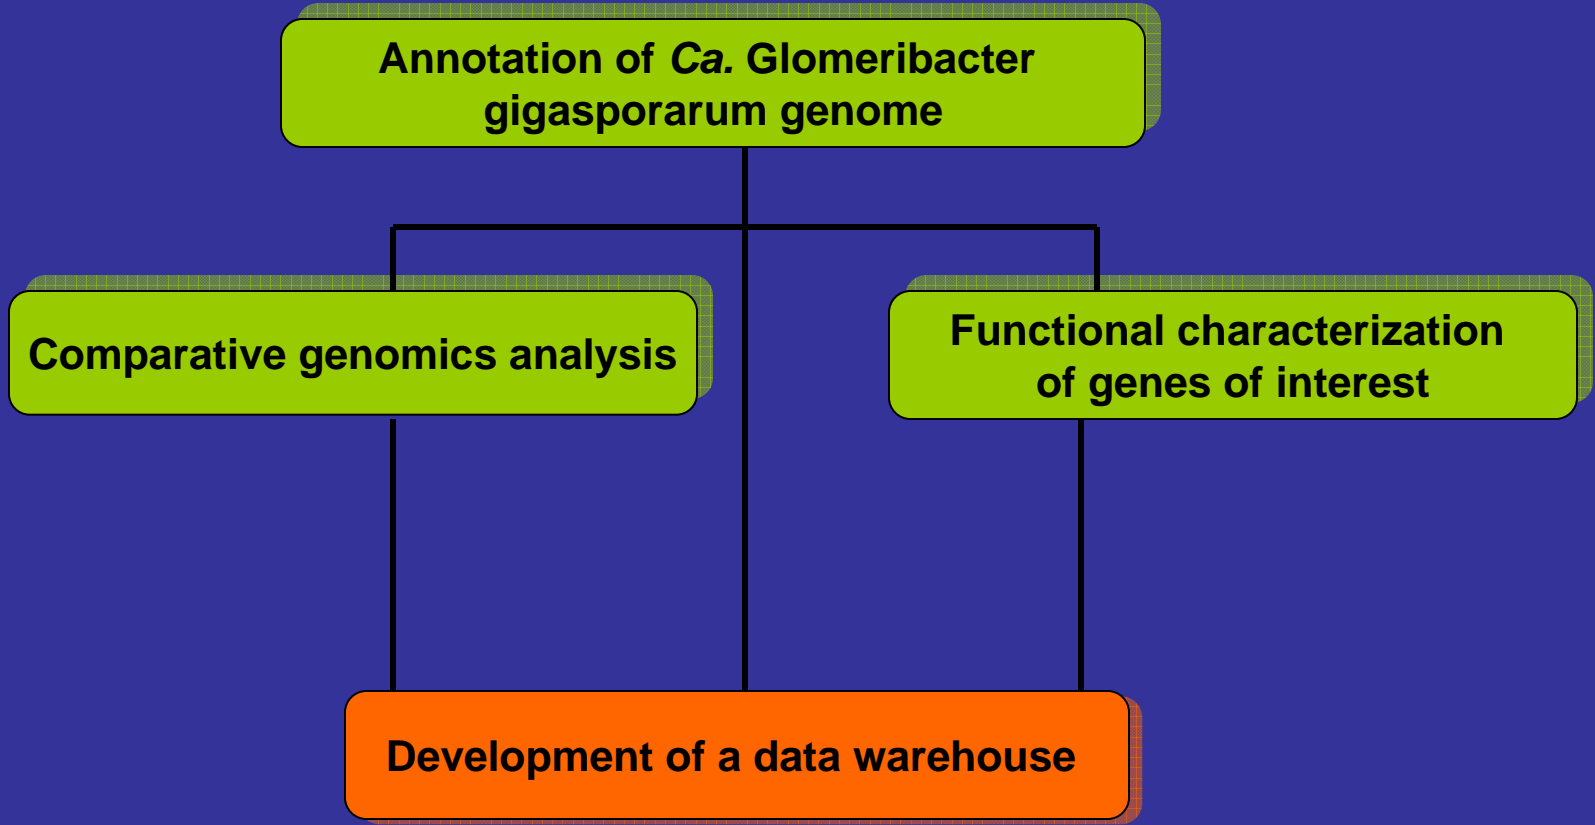 Annotation of Ca. Glomeribacter
gigasporarum genome
Comparative genomics analysis
Functional characterization
of genes of interest
Development of a data warehouse